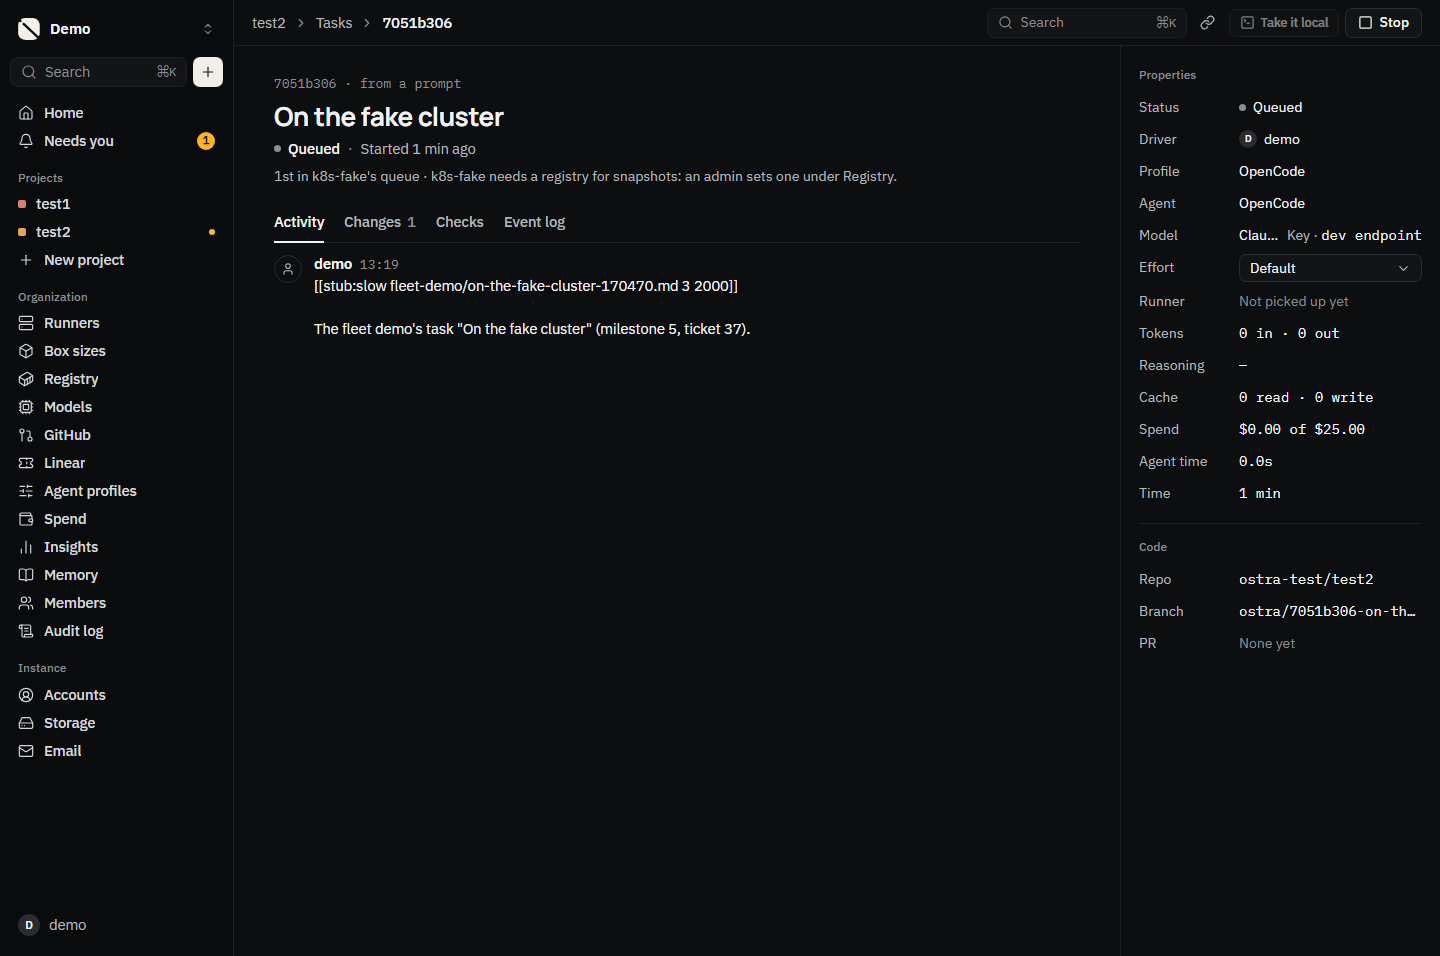 Demo
Search ⌘K
Home
Needs you 1
Projects
test1
test2
New project
Organization
Runners
Box sizes
Registry
Models
GitHub
Linear
Agent profiles
Spend
Insights
Memory
Members
Audit log
Instance
Accounts
Storage
Email
D demo
test2 > Tasks > 7051b306
Search ⌘K
Take it local
Stop
7051b306 · from a prompt
On the fake cluster
Queued · Started 1 min ago
1st in k8s-fake's queue · k8s-fake needs a registry for snapshots: an admin sets one under Registry.
Activity Changes 1 Checks Event log
demo 13:19
[[stub:slow fleet-demo/on-the-fake-cluster-170470.md 3 2000]]
The fleet demo's task "On the fake cluster" (milestone 5, ticket 37).
Properties
Status Queued
Driver D demo
Profile OpenCode
Agent OpenCode
Model Clau... Key · dev endpoint
Effort Default
Runner Not picked up yet
Tokens 0 in · 0 out
Reasoning —
Cache 0 read · 0 write
Spend $0.00 of $25.00
Agent time 0.0s
Time 1 min
Code
Repo ostra-test/test2
Branch ostra/7051b306-on-th…
PR None yet